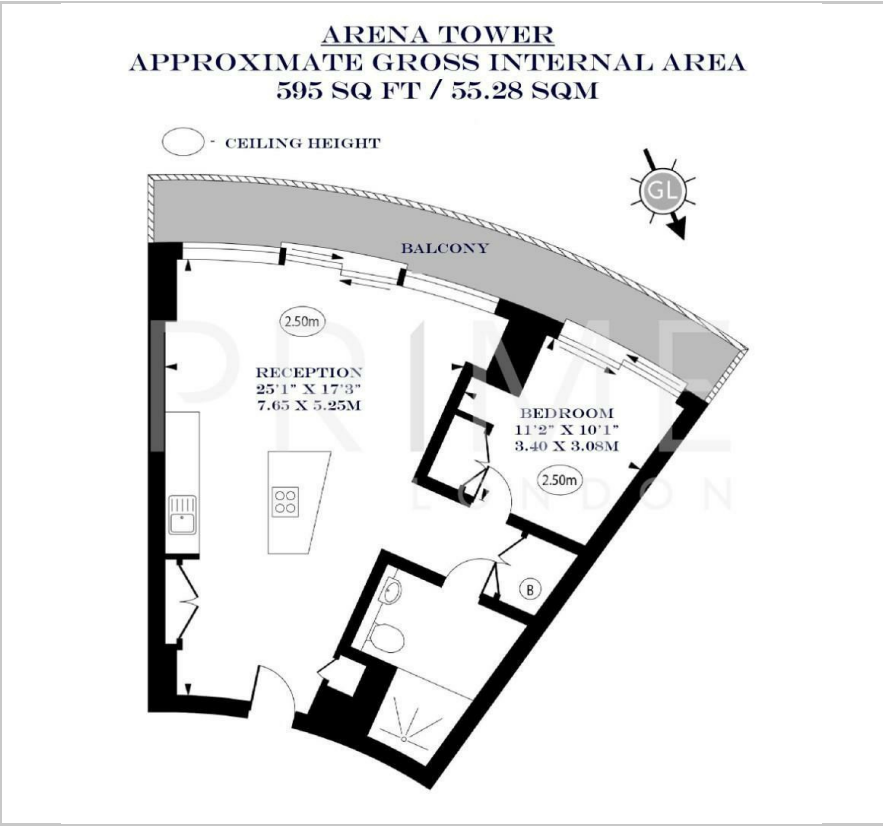 ARENA TOWER
APPROXIMATE GROSS INTERNAL AREA
595 SQ FT / 55.28 SQM
- CEILING HEIGHT
GL
BALCONY
2.50m
PRIME
LONDON
RECEPTION
25'1" X 17'3"
7.65 X 5.25M
BEDROOM
11'2" X 10'1"
3.40 X 3.08M
2.50m
B